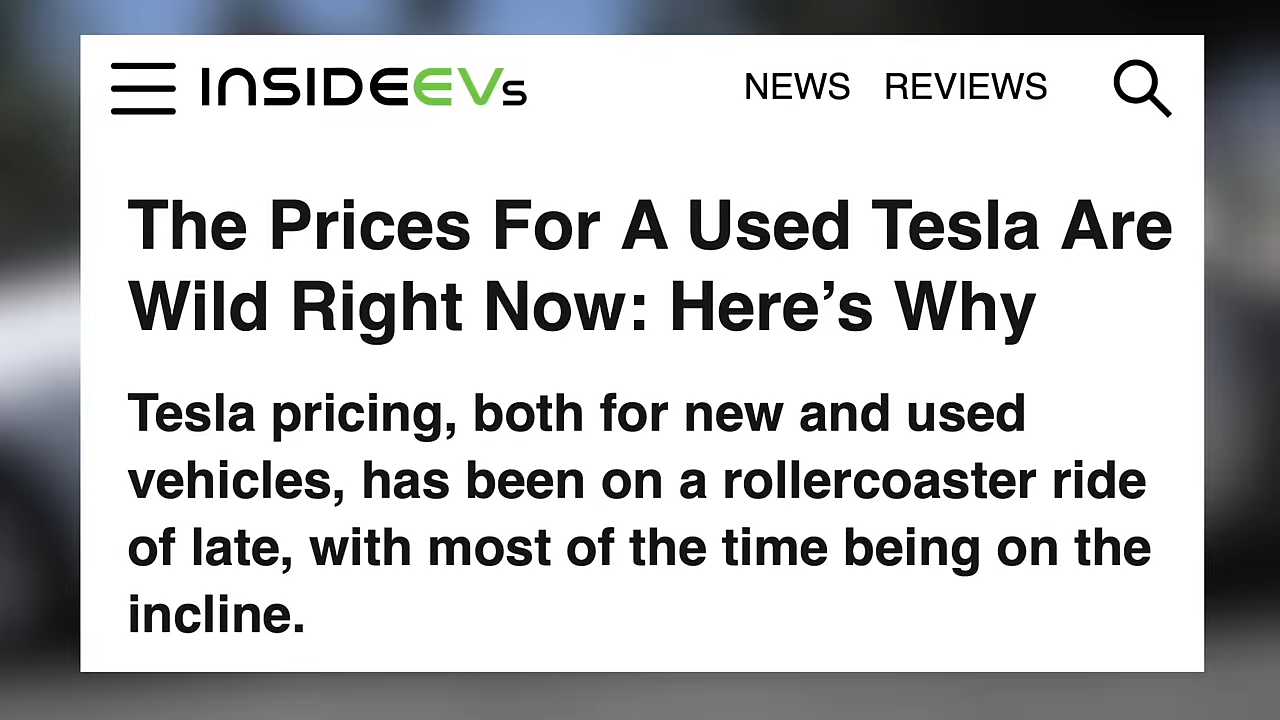 INSIDEEVs NEWS REVIEWS
The Prices For A Used Tesla Are
Wild Right Now: Here’s Why
Tesla pricing, both for new and used
vehicles, has been on a rollercoaster ride
of late, with most of the time being on the
incline.